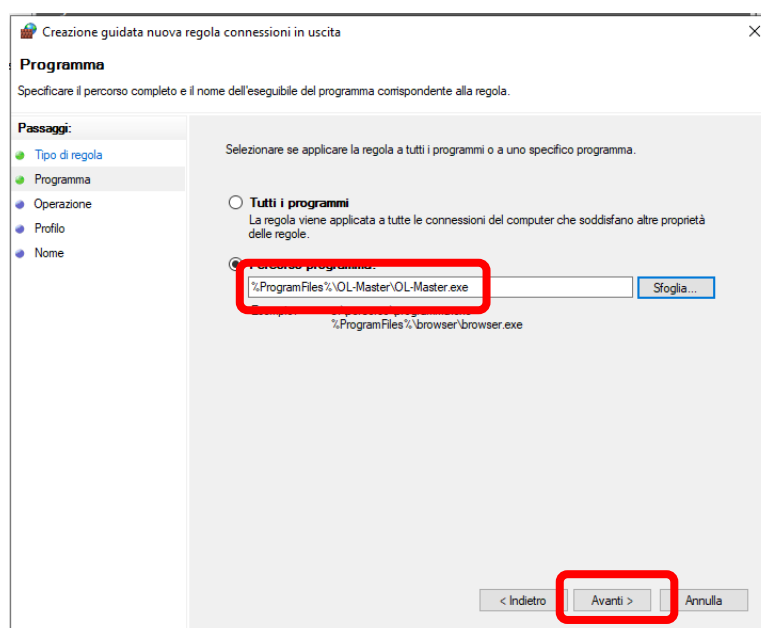 Creazione guidata nuova regola connessioni in uscita
Programma
Specificare il percorso completo e il nome dell'eseguibile del programma corrispondente alla regola.
Passaggi:
Tipo di regola
Programma
Operazione
Profilo
Nome
Selezionare se applicare la regola a tutti i programmi o a uno specifico programma.
Tutti i programmi
La regola viene applicata a tutte le connessioni del computer che soddisfano altre proprietà
delle regole.
Percorso programma:
%ProgramFiles%\OL-Master\OL-Master.exe
Sfoglia...
Esempio:
%ProgramFiles%\browser\browser.exe
< Indietro
Avanti >
Annulla